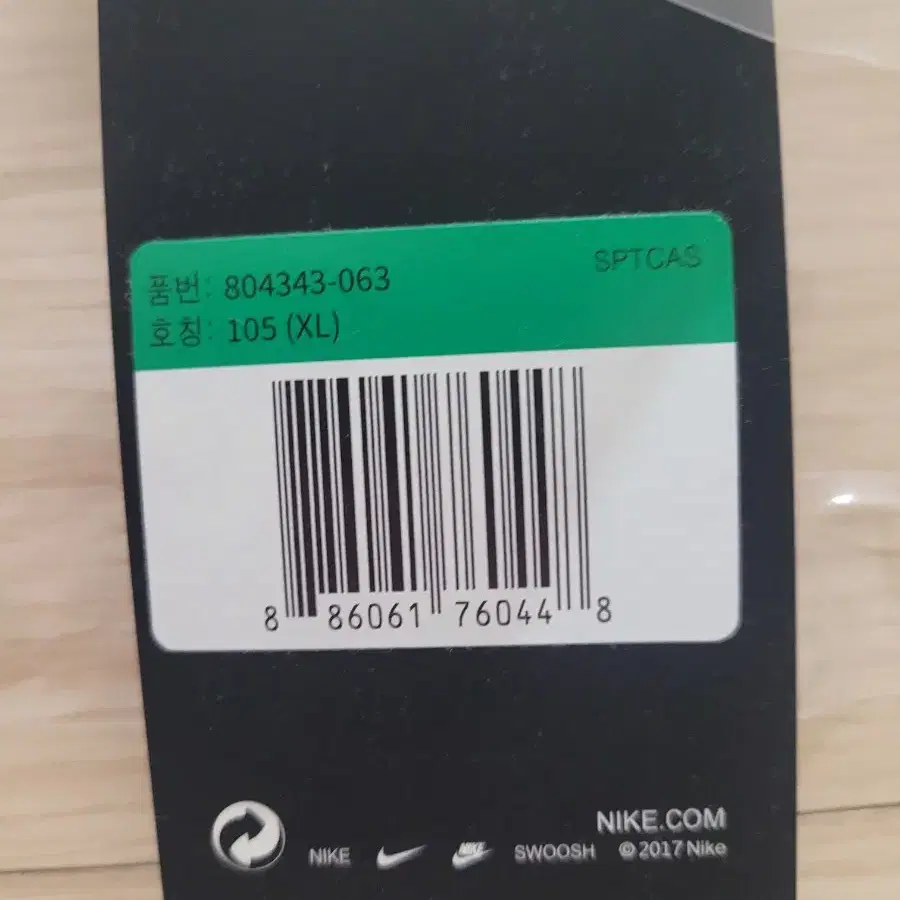 품번: 804343-063
호칭: 105 (XL)
SPTCAS
8 86061 76044 8
NIKE.COM
NIKE NIKE SWOOSH © 2017 Nike